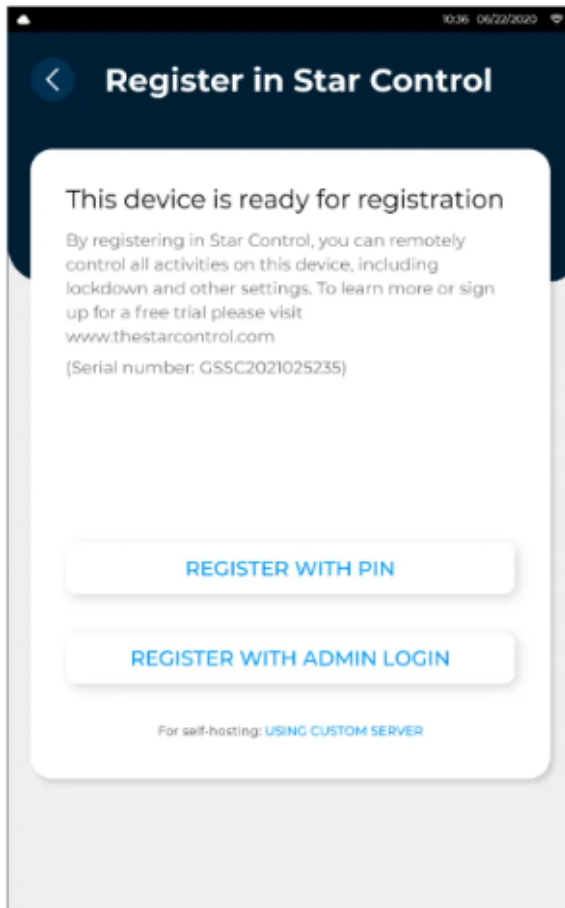 10:36 06/22/2020
Register in Star Control
This device is ready for registration
By registering in Star Control, you can remotely
control all activities on this device, including
lockdown and other settings. To learn more or sign
up for a free trial please visit
www.thestarcontrol.com
(Serial number: GSSC2021025235)
REGISTER WITH PIN
REGISTER WITH ADMIN LOGIN
For self-hosting: USING CUSTOM SERVER